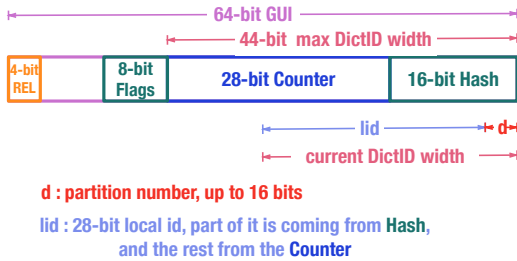 64-bit GUI
44-bit max DictID width
4-bit REL
8-bit Flags
28-bit Counter
16-bit Hash
lid
d
current DictID width
d : partition number, up to 16 bits
lid : 28-bit local id, part of it is coming from Hash,
and the rest from the Counter